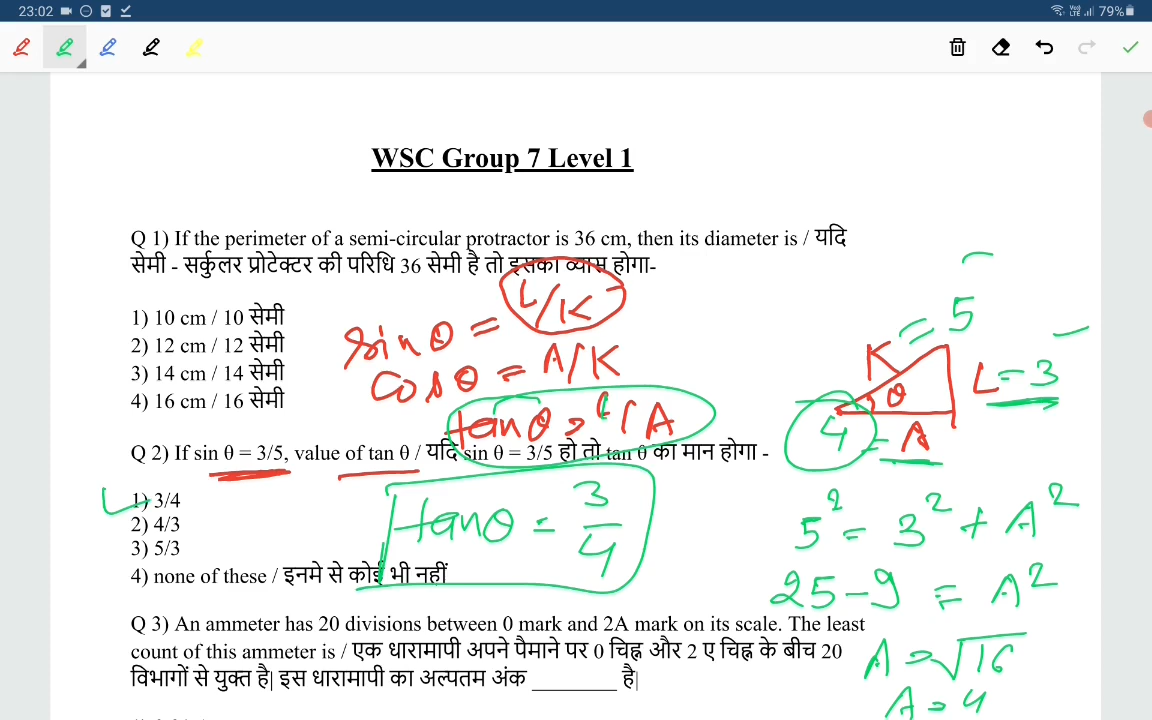 23:02
79%
WSC Group 7 Level 1
Q 1) If the perimeter of a semi-circular protractor is 36 cm, then its diameter is / यदि
सेमी - सर्कुलर प्रोटेक्टर की परिधि 36 सेमी है तो इसका व्यास होगा-
1) 10 cm / 10 सेमी
2) 12 cm / 12 सेमी
3) 14 cm / 14 सेमी
4) 16 cm / 16 सेमी
sin θ = L/K
cos θ = A/K
tan θ = L/A
K = 5
L = 3
θ
4 = A
Q 2) If sin θ = 3/5, value of tan θ / यदि sin θ = 3/5 हो तो tan θ का मान होगा -
1) 3/4
2) 4/3
3) 5/3
4) none of these / इनमे से कोई भी नहीं
tan θ = 3/4
5² = 3² + A²
25 - 9 = A²
A = √16
A = 4
Q 3) An ammeter has 20 divisions between 0 mark and 2A mark on its scale. The least
count of this ammeter is / एक धारामापी अपने पैमाने पर 0 चिह्न और 2 ए चिह्न के बीच 20
विभागों से युक्त है| इस धारामापी का अल्पतम अंक ________ है|